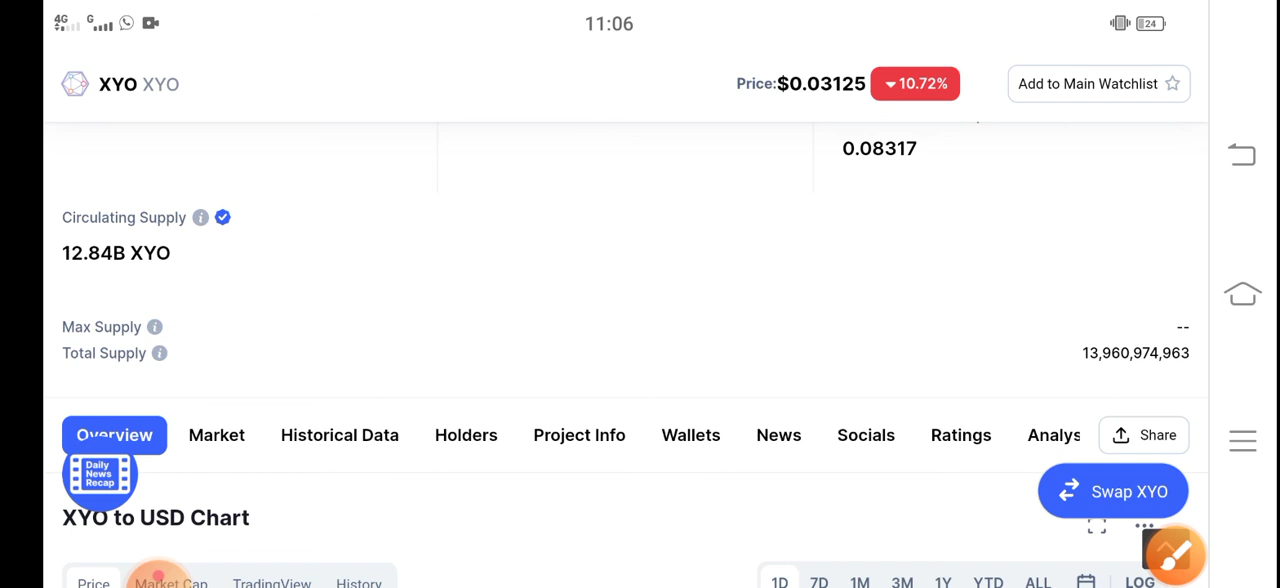 4G G 11:06 24
XYO XYO Price:$0.03125 10.72% Add to Main Watchlist
0.08317
Circulating Supply
12.84B XYO
Max Supply --
Total Supply 13,960,974,963
Overview Market Historical Data Holders Project Info Wallets News Socials Ratings Analys Share
Daily
News
Recap
Swap XYO
XYO to USD Chart
Price Market Cap TradingView History 1D 7D 1M 3M 1Y YTD ALL LOG